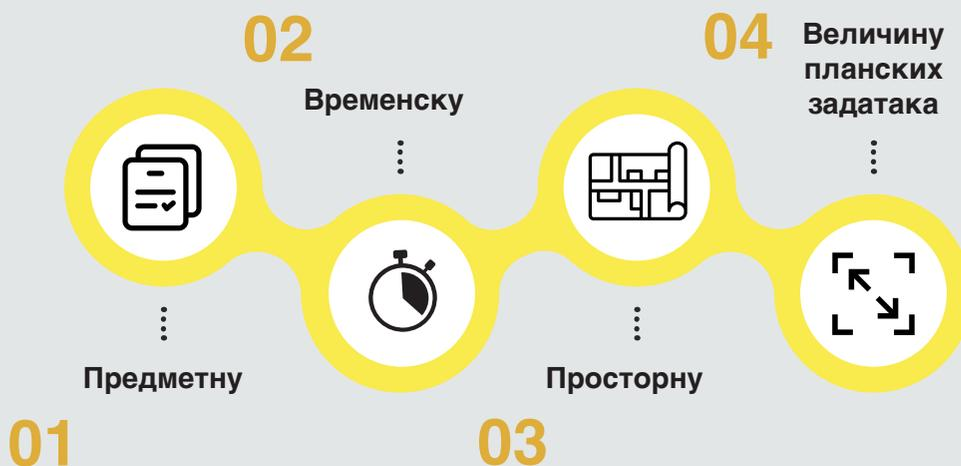 01
Предметну
02
Временску
03
Просторну
04
Величину
планских
задатака